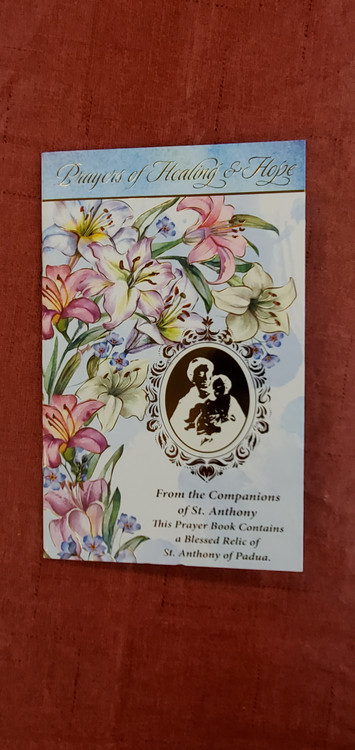 Prayers of Healing & Hope
From the Companions
of St. Anthony
This Prayer Book Contains
a Blessed Relic of
St. Anthony of Padua.